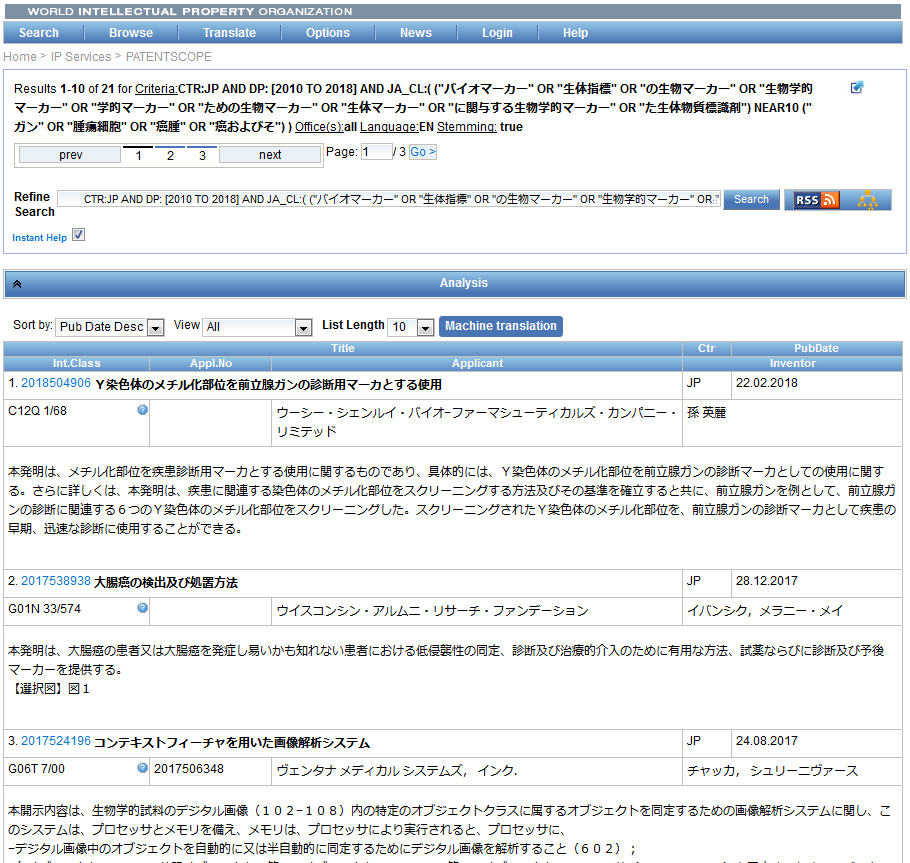 WORLD INTELLECTUAL PROPERTY ORGANIZATION
Search Browse Translate Options News Login Help
Home > IP Services > PATENTSCOPE
Results 1-10 of 21 for Criteria:CTR:JP AND DP: [2010 TO 2018] AND JA_CL:( ("バイオマーカー" OR "生体指標" OR "の生物マーカー" OR "生物学的
マーカー" OR "学的マーカー" OR "ための生物マーカー" OR "生体マーカー" OR "に関与する生物学的マーカー" OR "た生体物質標識剤") NEAR10 ("
ガン" OR "腫瘍細胞" OR "癌腫" OR "癌およびそ") ) Office(s):all Language:EN Stemming: true
prev 1 2 3 next Page: 1 / 3 Go >
Refine
Search
CTR:JP AND DP: [2010 TO 2018] AND JA_CL:( ("バイオマーカー" OR "生体指標" OR "の生物マーカー" OR "生物学的マーカー" OR "
Search RSS
Instant Help
Analysis
Sort by: Pub Date Desc View All List Length 10 Machine translation
Title Ctr PubDate
Int.Class Appl.No Applicant Inventor
1. 2018504906 Ｙ染色体のメチル化部位を前立腺ガンの診断用マーカとする使用 JP 22.02.2018
C12Q 1/68 ウーシー・シェンルイ・バイオｰファーマシューティカルズ・カンパニー・ 孫 英麗
リミテッド
本発明は、メチル化部位を疾患診断用マーカとする使用に関するものであり、具体的には、Ｙ染色体のメチル化部位を前立腺ガンの診断マーカとしての使用に関す
る。さらに詳しくは、本発明は、疾患に関連する染色体のメチル化部位をスクリーニングする方法及びその基準を確立すると共に、前立腺ガンを例として、前立腺ガ
ンの診断に関連する６つのＹ染色体のメチル化部位をスクリーニングした。スクリーニングされたＹ染色体のメチル化部位を、前立腺ガンの診断マーカとして疾患の
早期、迅速な診断に使用することができる。
2. 2017538938 大腸癌の検出及び処置方法 JP 28.12.2017
G01N 33/574 ウイスコンシン・アルムニ・リサーチ・ファンデーション イバンシク，メラニー・メイ
本発明は、大腸癌の患者又は大腸癌を発症し易いかも知れない患者における低侵襲性の同定、診断及び治療的介入のために有用な方法、試薬ならびに診断及び予後
マーカーを提供する。
【選択図】図１
3. 2017524196 コンテキストフィーチャを用いた画像解析システム JP 24.08.2017
G06T 7/00 2017506348 ヴェンタナ メディカル システムズ， インク． チャッカ， シュリーニヴァース
本開示内容は、生物学的試料のデジタル画像（１０２−１０８）内の特定のオブジェクトクラスに属するオブジェクトを同定するための画像解析システムに関し、こ
のシステムは、プロセッサとメモリを備え、メモリは、プロセッサにより実行されると、プロセッサに、
−デジタル画像中のオブジェクトを自動的に又は半自動的に同定するためにデジタル画像を解析すること（６０２）；